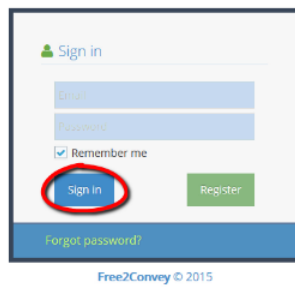 Sign in
Email
Password
Remember me
Sign in Register
Forgot password?
Free2Convey © 2015